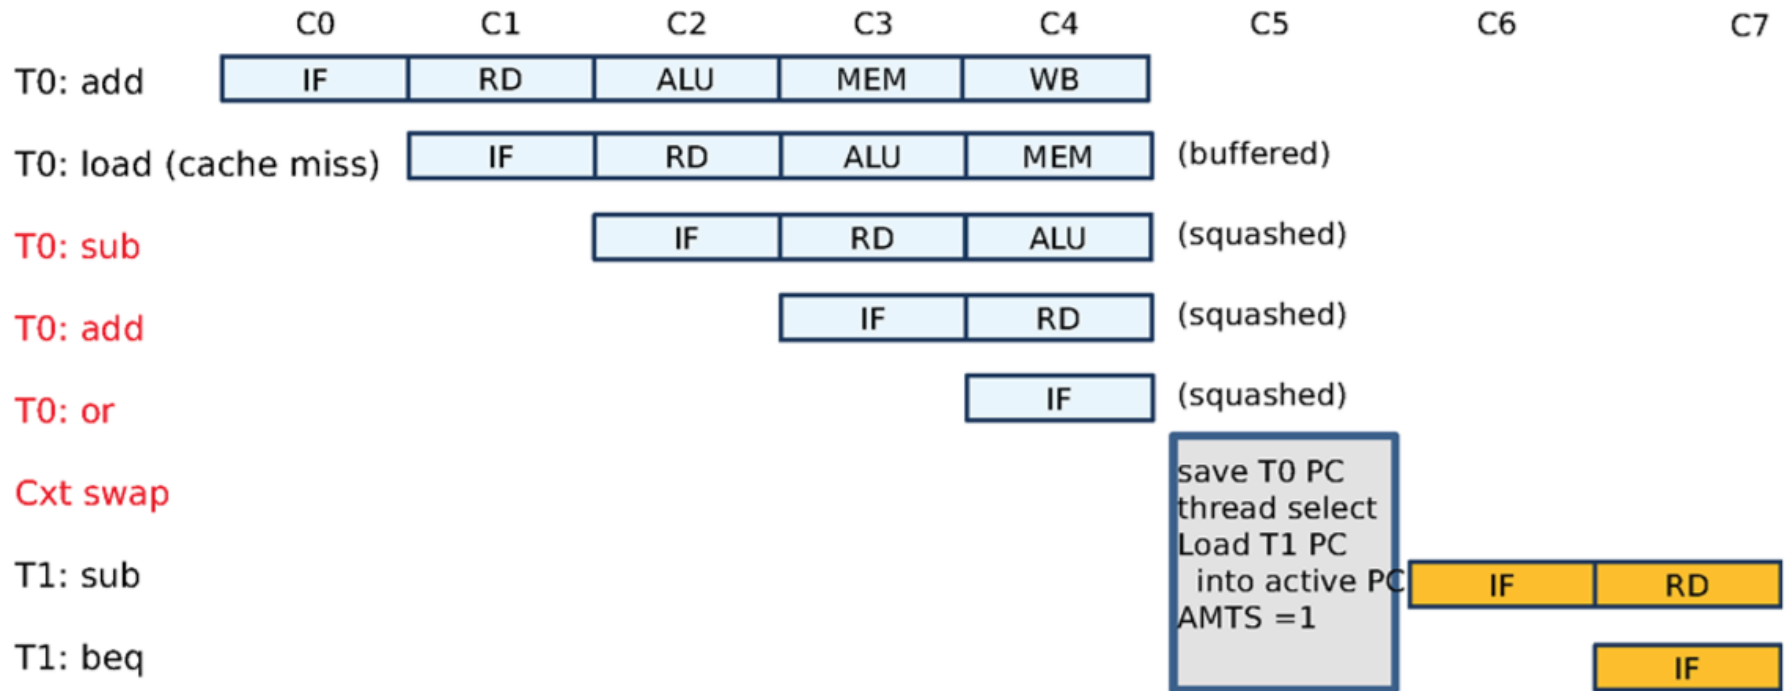 C0 C1 C2 C3 C4 C5 C6 C7
T0: add IF RD ALU MEM WB
T0: load (cache miss) IF RD ALU MEM (buffered)
T0: sub IF RD ALU (squashed)
T0: add IF RD (squashed)
T0: or IF (squashed)
Cxt swap
save T0 PC
thread select
Load T1 PC
into active PC
AMTS =1
T1: sub IF RD
T1: beq IF